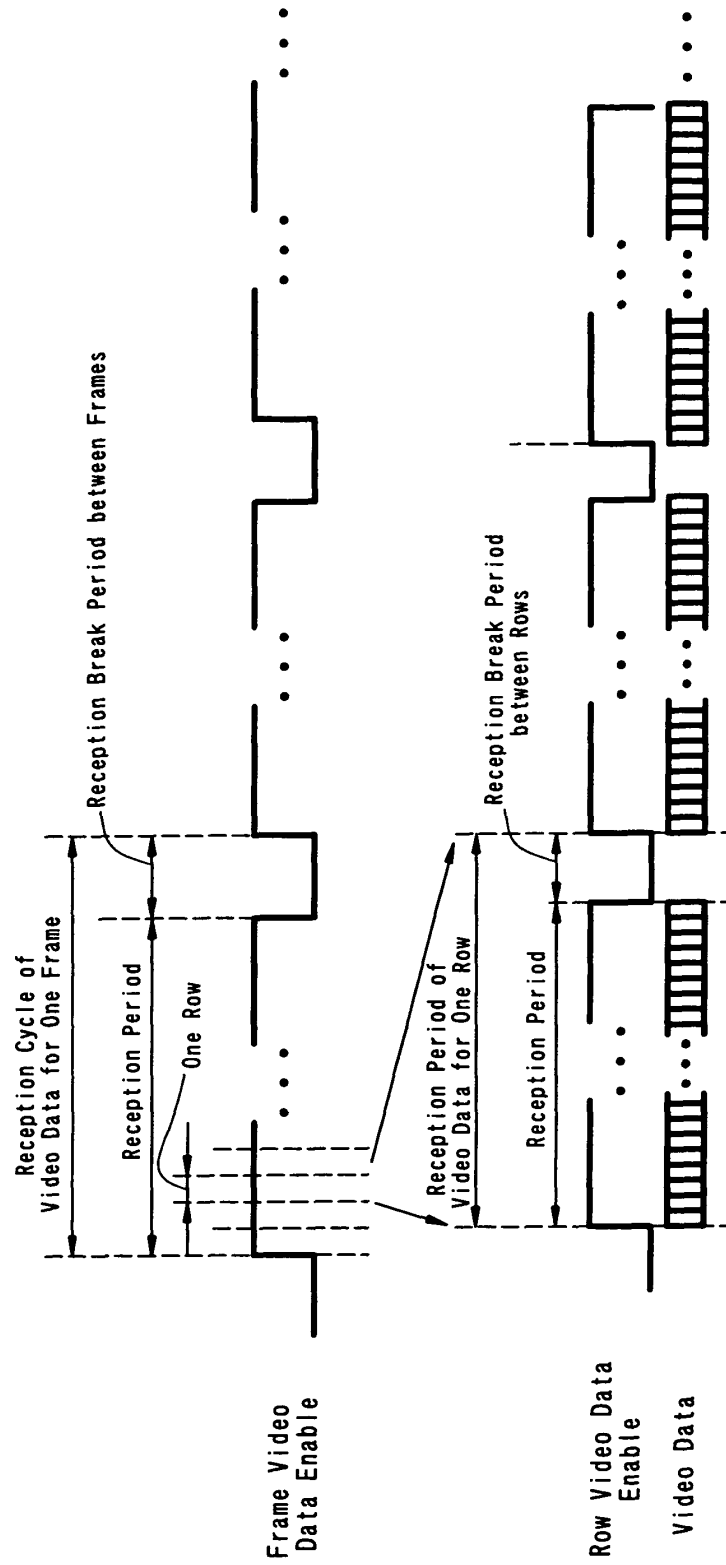 Reception Cycle of
Video Data for One Frame
Reception Period
One Row
Reception Break Period between Frames
Frame Video
Data Enable
Reception Period of
Video Data for One Row
Reception Period
Reception Break Period
between Rows
Row Video Data
Enable
Video Data